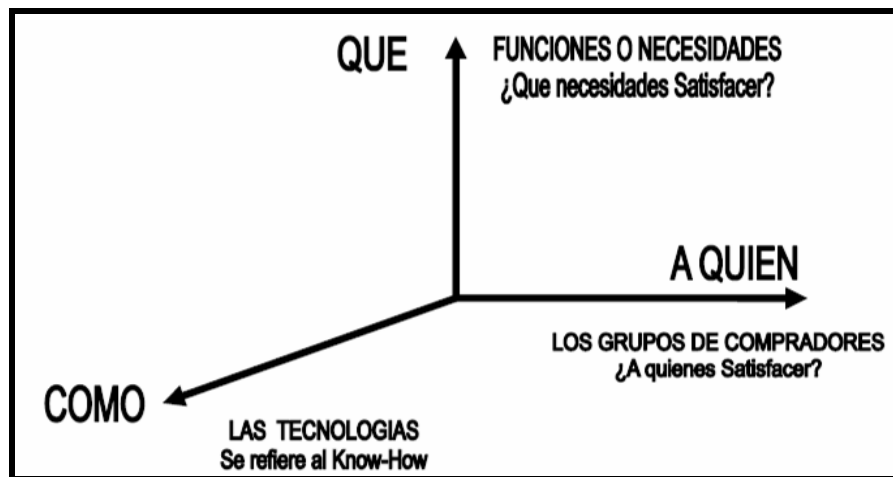 QUE
FUNCIONES O NECESIDADES
¿Que necesidades Satisfacer?
A QUIEN
LOS GRUPOS DE COMPRADORES
¿A quienes Satisfacer?
COMO
LAS TECNOLOGIAS
Se refiere al Know-How